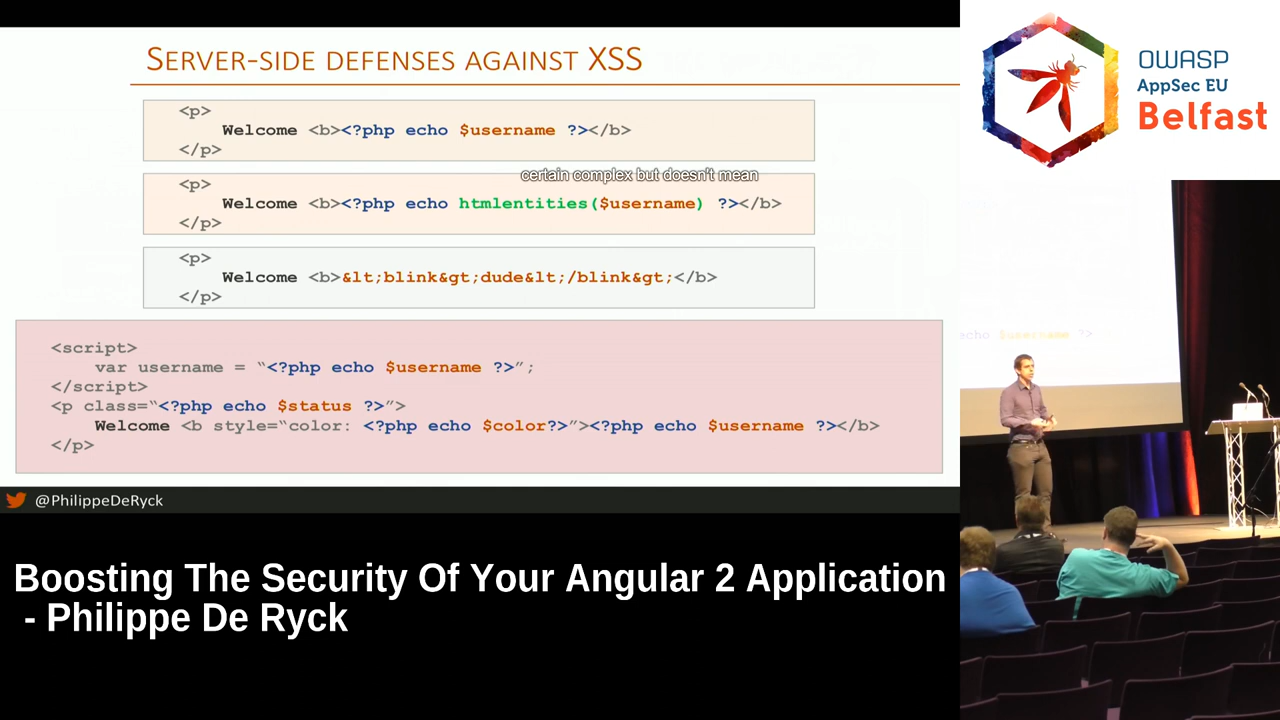 SERVER-SIDE DEFENSES AGAINST XSS
<p>
Welcome <b><?php echo $username ?></b>
</p>
certain complex but doesn't mean
<p>
Welcome <b><?php echo htmlentities($username) ?></b>
</p>
<p>
Welcome <b>&lt;blink&gt;dude&lt;/blink&gt;</b>
</p>
<script>
var username = “<?php echo $username ?>”;
</script>
<p class=“<?php echo $status ?>”>
Welcome <b style=“color: <?php echo $color?>”><?php echo $username ?></b>
</p>
@PhilippeDeRyck
Boosting The Security Of Your Angular 2 Application
- Philippe De Ryck
OWASP
AppSec EU
Belfast
echo $username ?>